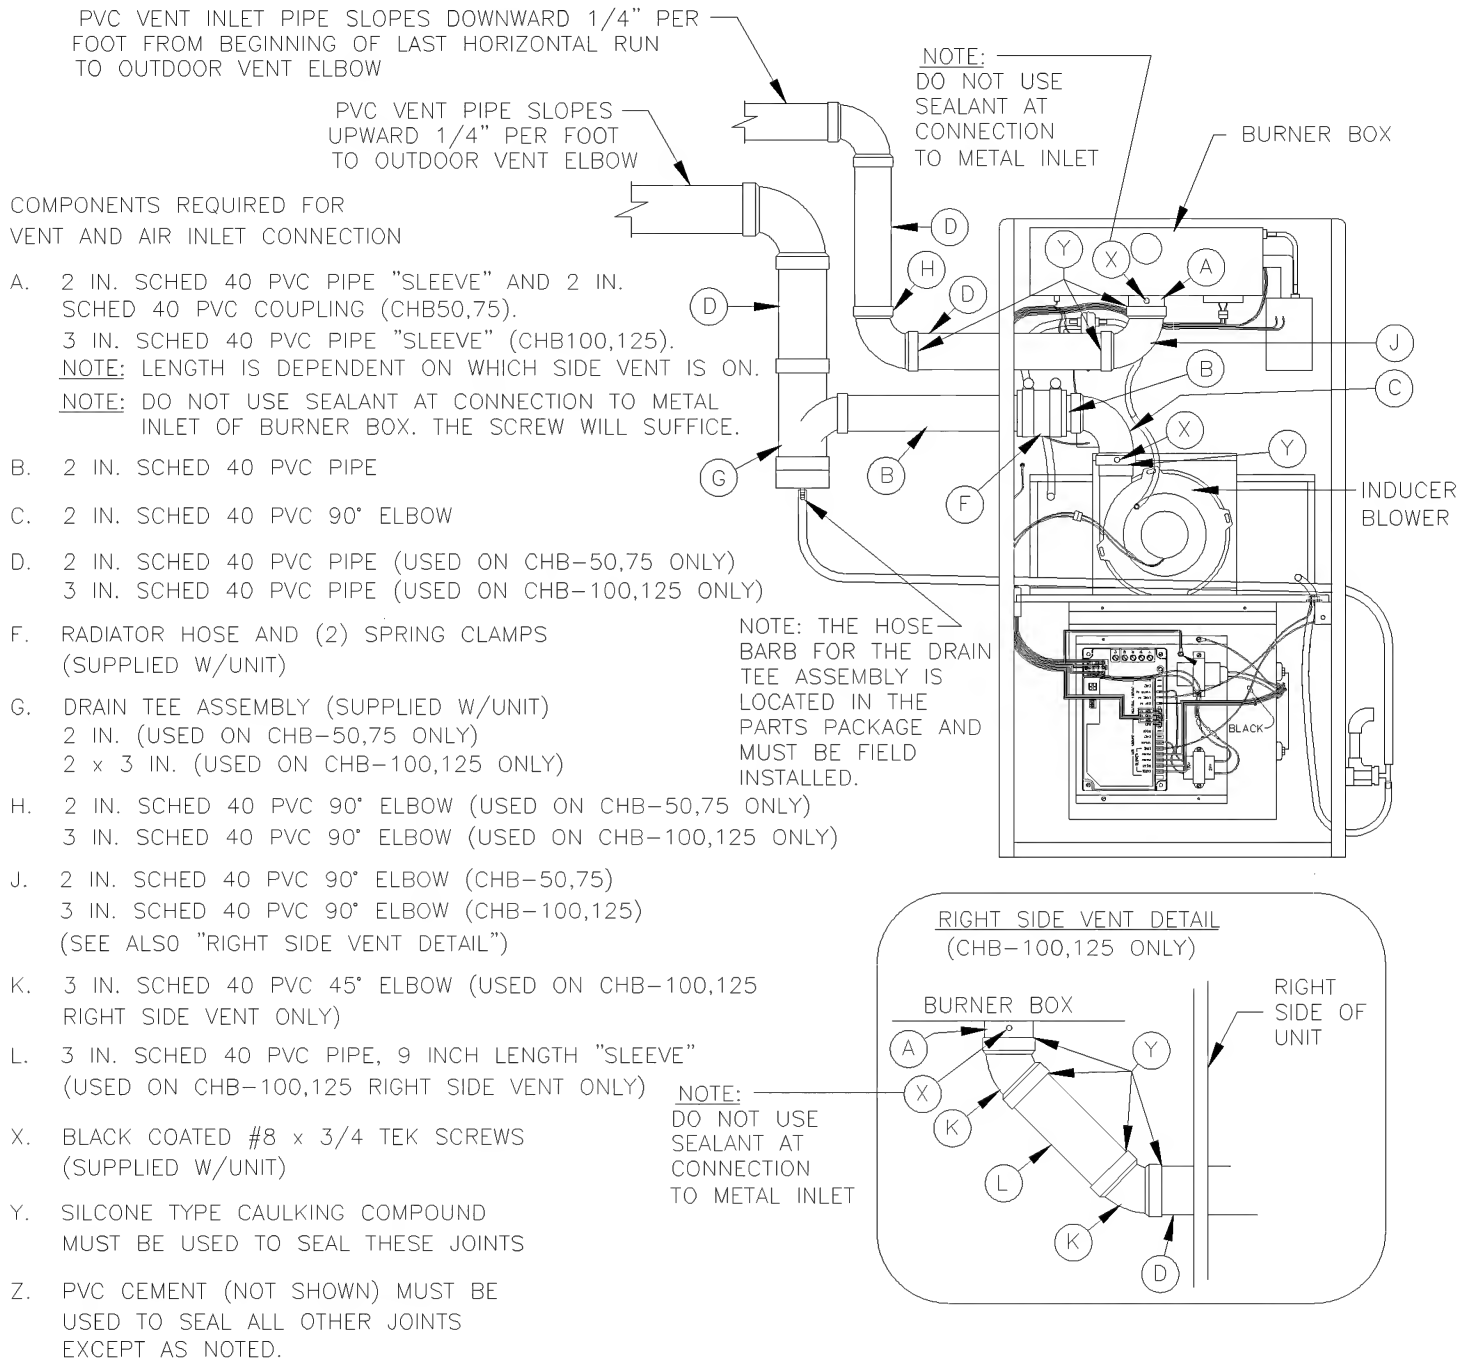 PVC VENT INLET PIPE SLOPES DOWNWARD 1/4" PER
FOOT FROM BEGINNING OF LAST HORIZONTAL RUN
TO OUTDOOR VENT ELBOW
PVC VENT PIPE SLOPES
UPWARD 1/4" PER FOOT
TO OUTDOOR VENT ELBOW
NOTE:
DO NOT USE
SEALANT AT
CONNECTION
TO METAL INLET
BURNER BOX
COMPONENTS REQUIRED FOR
VENT AND AIR INLET CONNECTION
A. 2 IN. SCHED 40 PVC PIPE "SLEEVE" AND 2 IN.
SCHED 40 PVC COUPLING (CHB50,75).
3 IN. SCHED 40 PVC PIPE "SLEEVE" (CHB100,125).
NOTE: LENGTH IS DEPENDENT ON WHICH SIDE VENT IS ON.
NOTE: DO NOT USE SEALANT AT CONNECTION TO METAL
INLET OF BURNER BOX. THE SCREW WILL SUFFICE.
B. 2 IN. SCHED 40 PVC PIPE
C. 2 IN. SCHED 40 PVC 90° ELBOW
D. 2 IN. SCHED 40 PVC PIPE (USED ON CHB-50,75 ONLY)
3 IN. SCHED 40 PVC PIPE (USED ON CHB-100,125 ONLY)
F. RADIATOR HOSE AND (2) SPRING CLAMPS
(SUPPLIED W/UNIT)
G. DRAIN TEE ASSEMBLY (SUPPLIED W/UNIT)
2 IN. (USED ON CHB-50,75 ONLY)
2 x 3 IN. (USED ON CHB-100,125 ONLY)
H. 2 IN. SCHED 40 PVC 90° ELBOW (USED ON CHB-50,75 ONLY)
3 IN. SCHED 40 PVC 90° ELBOW (USED ON CHB-100,125 ONLY)
J. 2 IN. SCHED 40 PVC 90° ELBOW (CHB-50,75)
3 IN. SCHED 40 PVC 90° ELBOW (CHB-100,125)
(SEE ALSO "RIGHT SIDE VENT DETAIL")
K. 3 IN. SCHED 40 PVC 45° ELBOW (USED ON CHB-100,125
RIGHT SIDE VENT ONLY)
L. 3 IN. SCHED 40 PVC PIPE, 9 INCH LENGTH "SLEEVE"
(USED ON CHB-100,125 RIGHT SIDE VENT ONLY)
X. BLACK COATED #8 x 3/4 TEK SCREWS
(SUPPLIED W/UNIT)
Y. SILCONE TYPE CAULKING COMPOUND
MUST BE USED TO SEAL THESE JOINTS
Z. PVC CEMENT (NOT SHOWN) MUST BE
USED TO SEAL ALL OTHER JOINTS
EXCEPT AS NOTED.
D
Y
X
A
H
D
D
J
B
C
X
Y
G
B
F
INDUCER
BLOWER
NOTE: THE HOSE
BARB FOR THE DRAIN
TEE ASSEMBLY IS
LOCATED IN THE
PARTS PACKAGE AND
MUST BE FIELD
INSTALLED.
BLACK
RIGHT SIDE VENT DETAIL
(CHB-100,125 ONLY)
BURNER BOX
RIGHT
SIDE OF
UNIT
A
Y
X
K
L
K
D
NOTE:
DO NOT USE
SEALANT AT
CONNECTION
TO METAL INLET